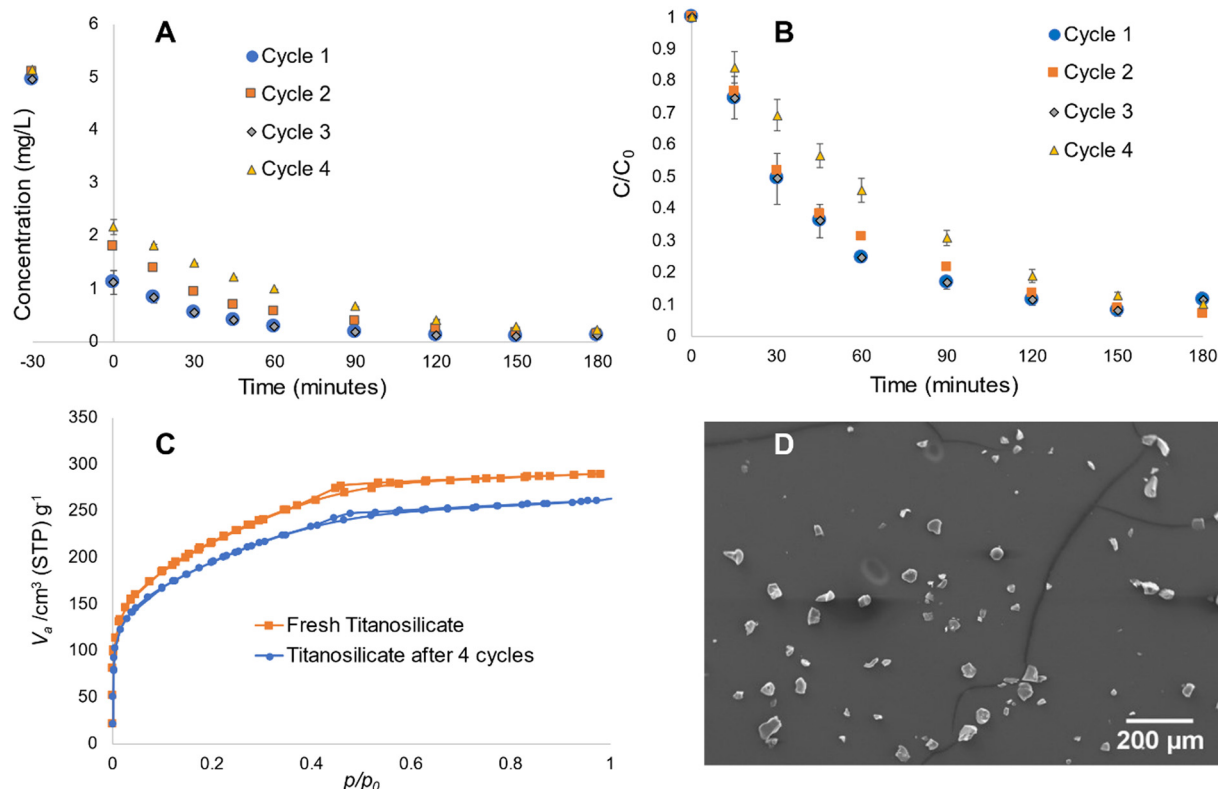 A
Cycle 1
Cycle 2
Cycle 3
Cycle 4
Concentration (mg/L)
6
5
4
3
2
1
0
-30 0 30 60 90 120 150 180
Time (minutes)
B
Cycle 1
Cycle 2
Cycle 3
Cycle 4
C/C₀
1
0.9
0.8
0.7
0.6
0.5
0.4
0.3
0.2
0.1
0
0 30 60 90 120 150 180
Time (minutes)
C
Fresh Titanosilicate
Titanosilicate after 4 cycles
Vₐ /cm³ (STP) g⁻¹
350
300
250
200
150
100
50
0
0 0.2 0.4 0.6 0.8 1
p/p₀
D
200 µm